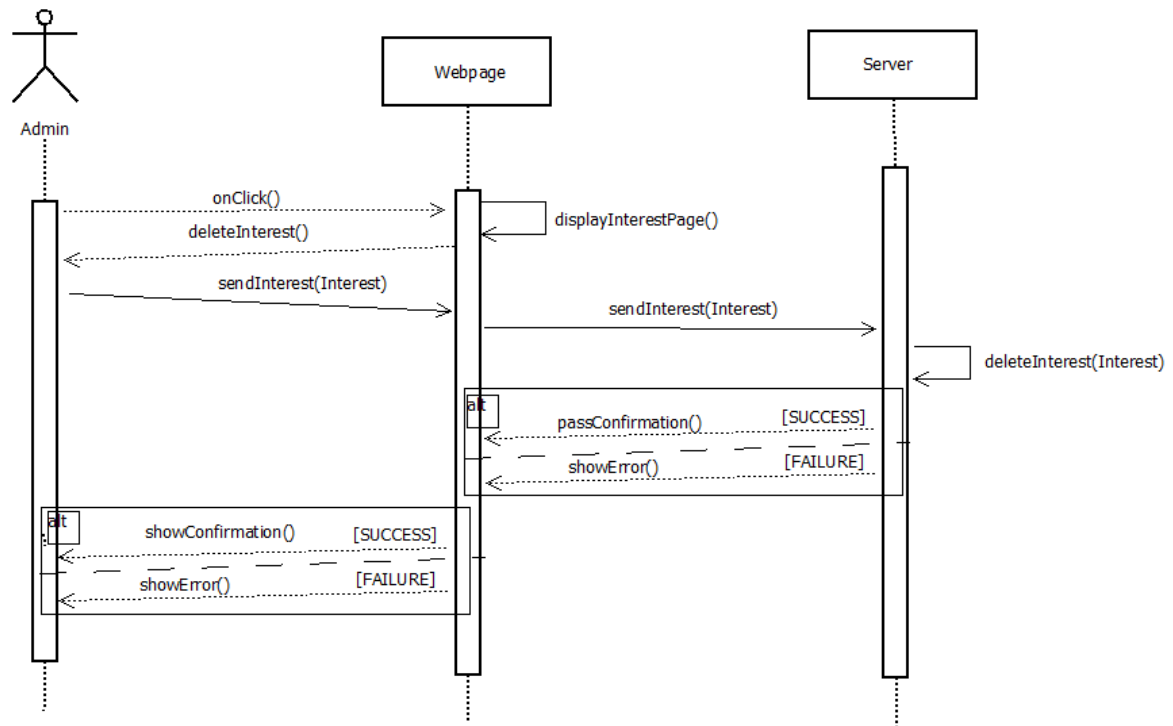 Webpage
Server
Admin
onClick()
displayInterestPage()
deleteInterest()
sendInterest(Interest)
sendInterest(Interest)
deleteInterest(Interest)
alt
passConfirmation() [SUCCESS]
showError() [FAILURE]
alt
showConfirmation() [SUCCESS]
showError() [FAILURE]